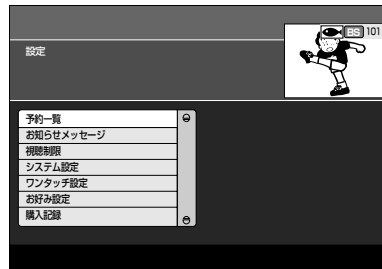 BS 101
設定
予約一覧
お知らせメッセージ
視聴制限
システム設定
ワンタッチ設定
お好み設定
購入記録